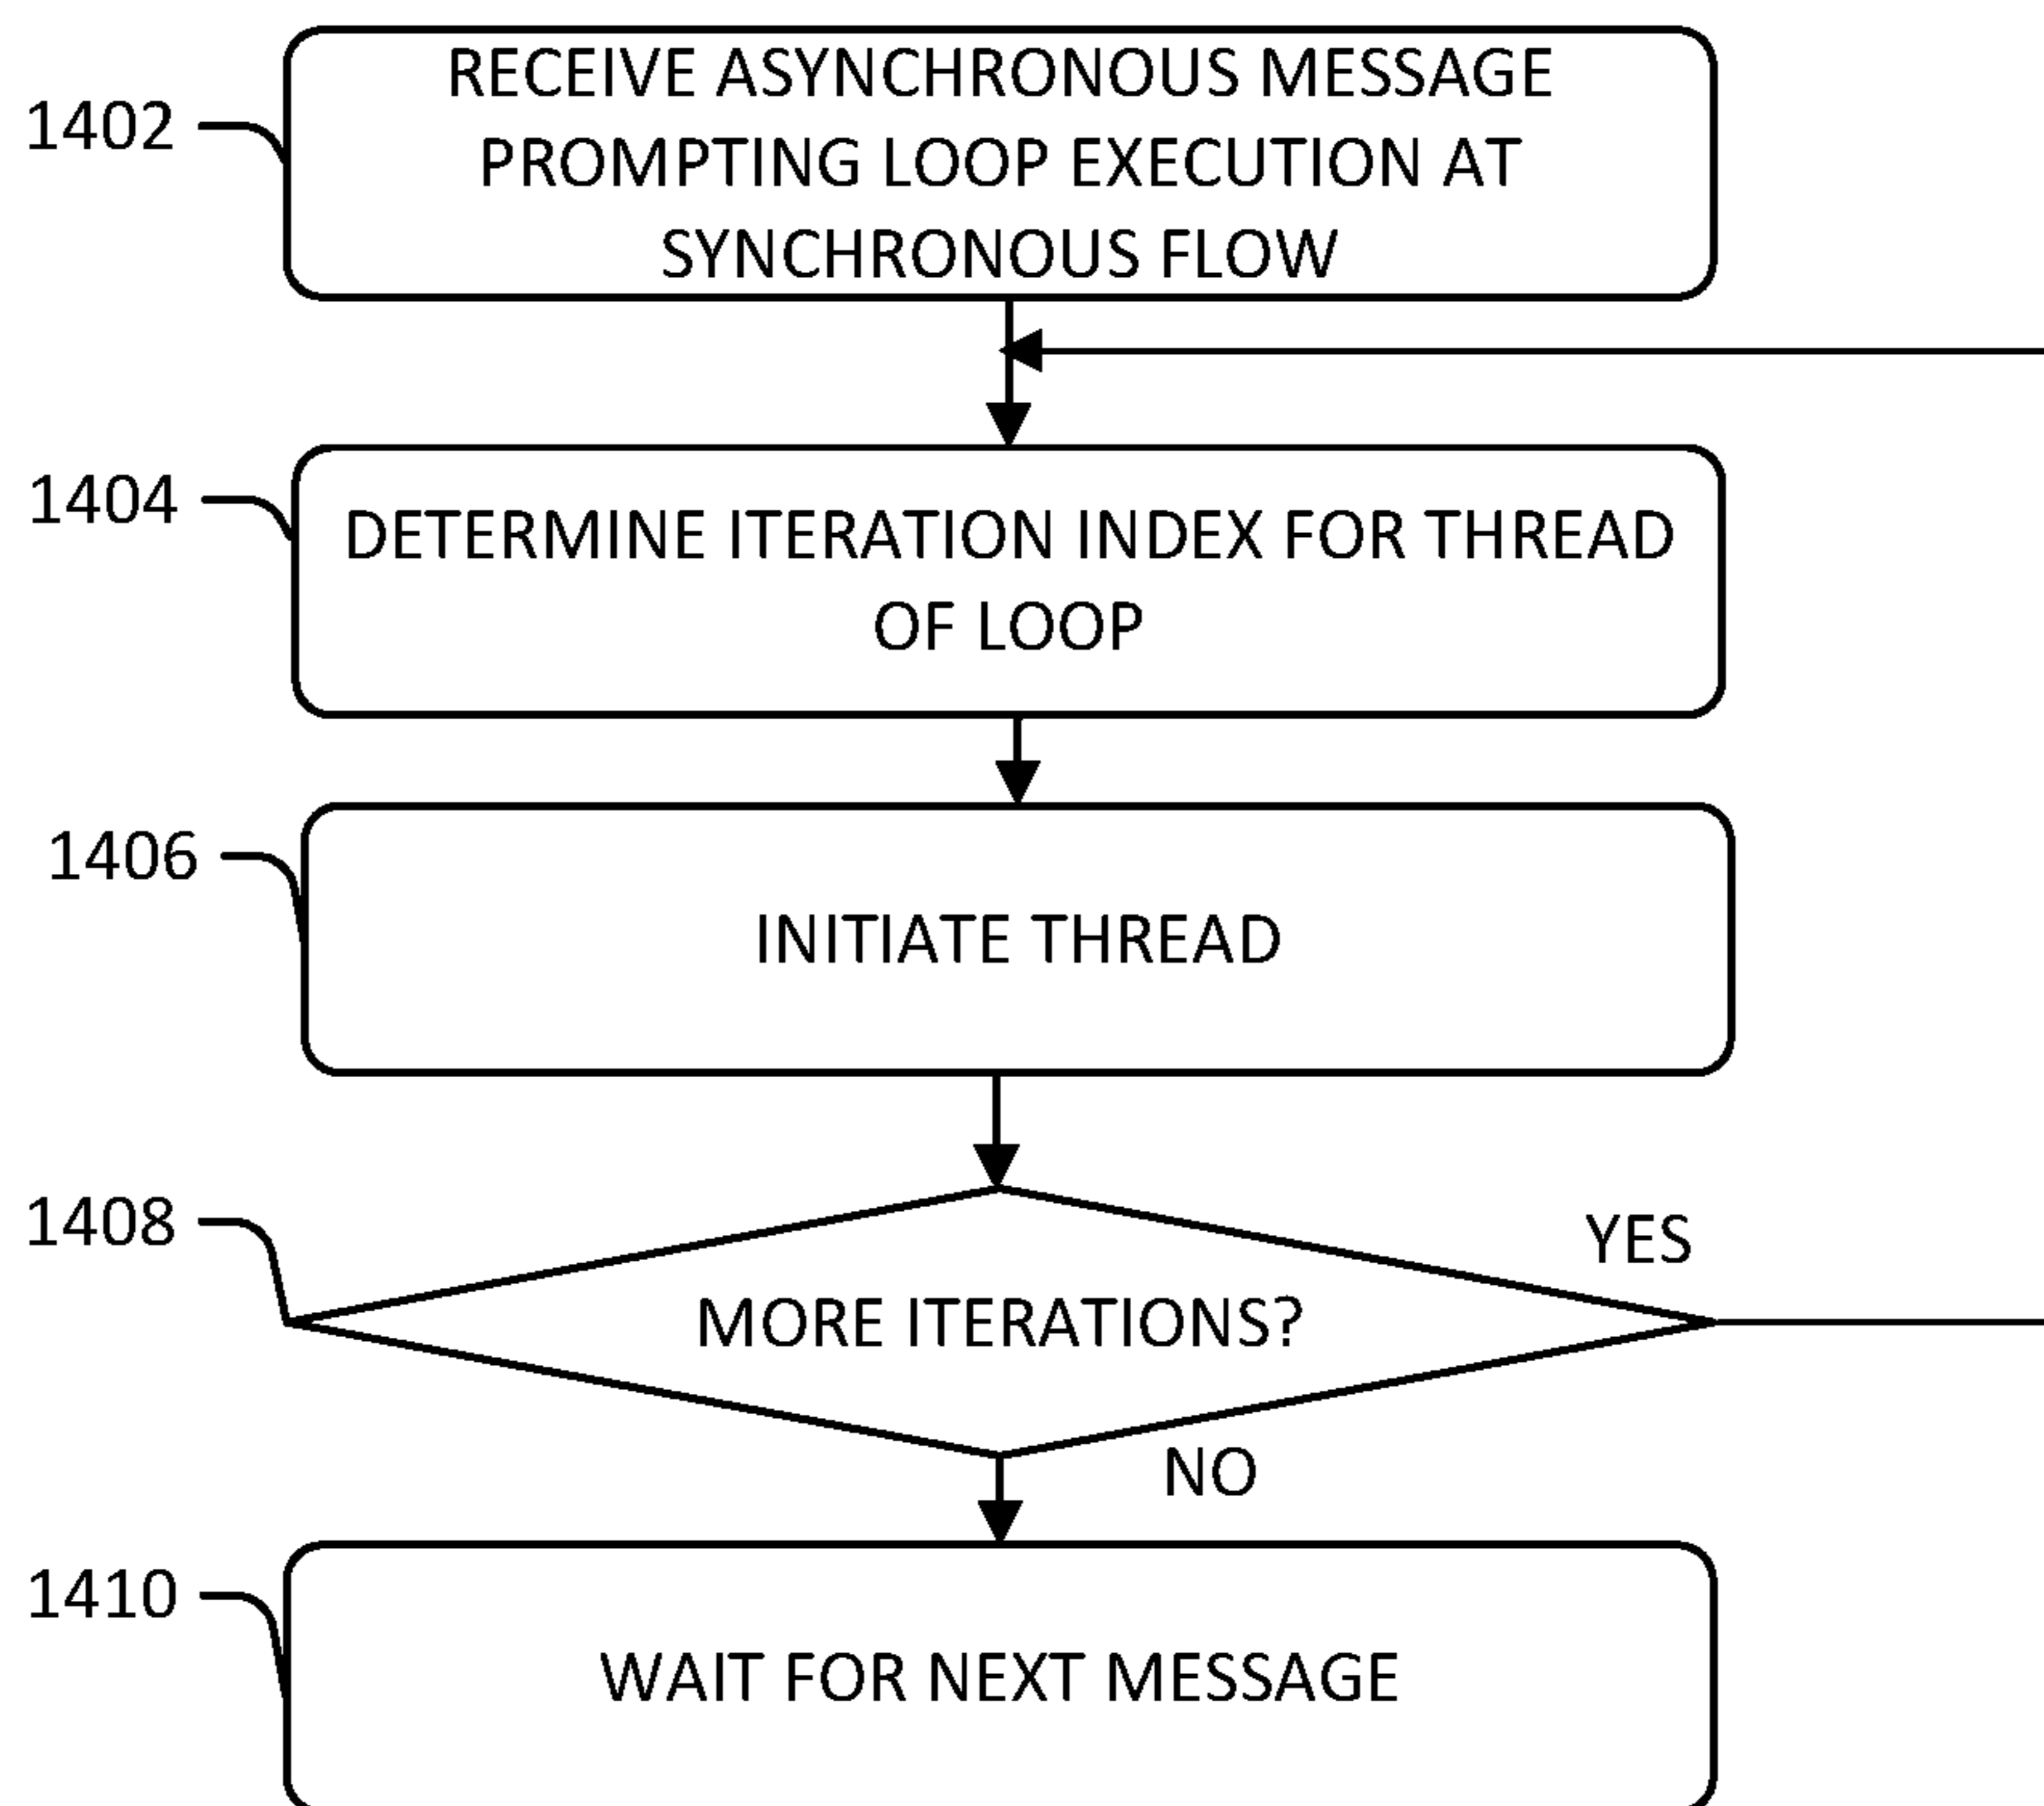 1402
RECEIVE ASYNCHRONOUS MESSAGE
PROMPTING LOOP EXECUTION AT
SYNCHRONOUS FLOW
1404
DETERMINE ITERATION INDEX FOR THREAD
OF LOOP
1406
INITIATE THREAD
1408
MORE ITERATIONS?
YES
NO
1410
WAIT FOR NEXT MESSAGE